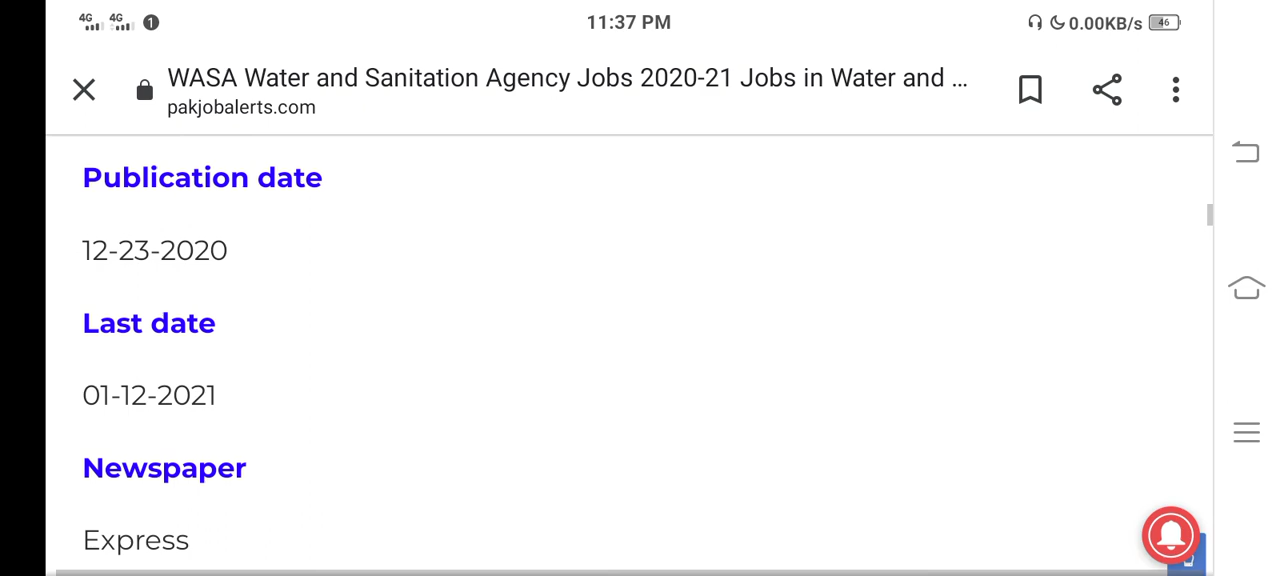 4G 4G 1 11:37 PM 0.00KB/s 46
WASA Water and Sanitation Agency Jobs 2020-21 Jobs in Water and ...
pakjobalerts.com
Publication date
12-23-2020
Last date
01-12-2021
Newspaper
Express